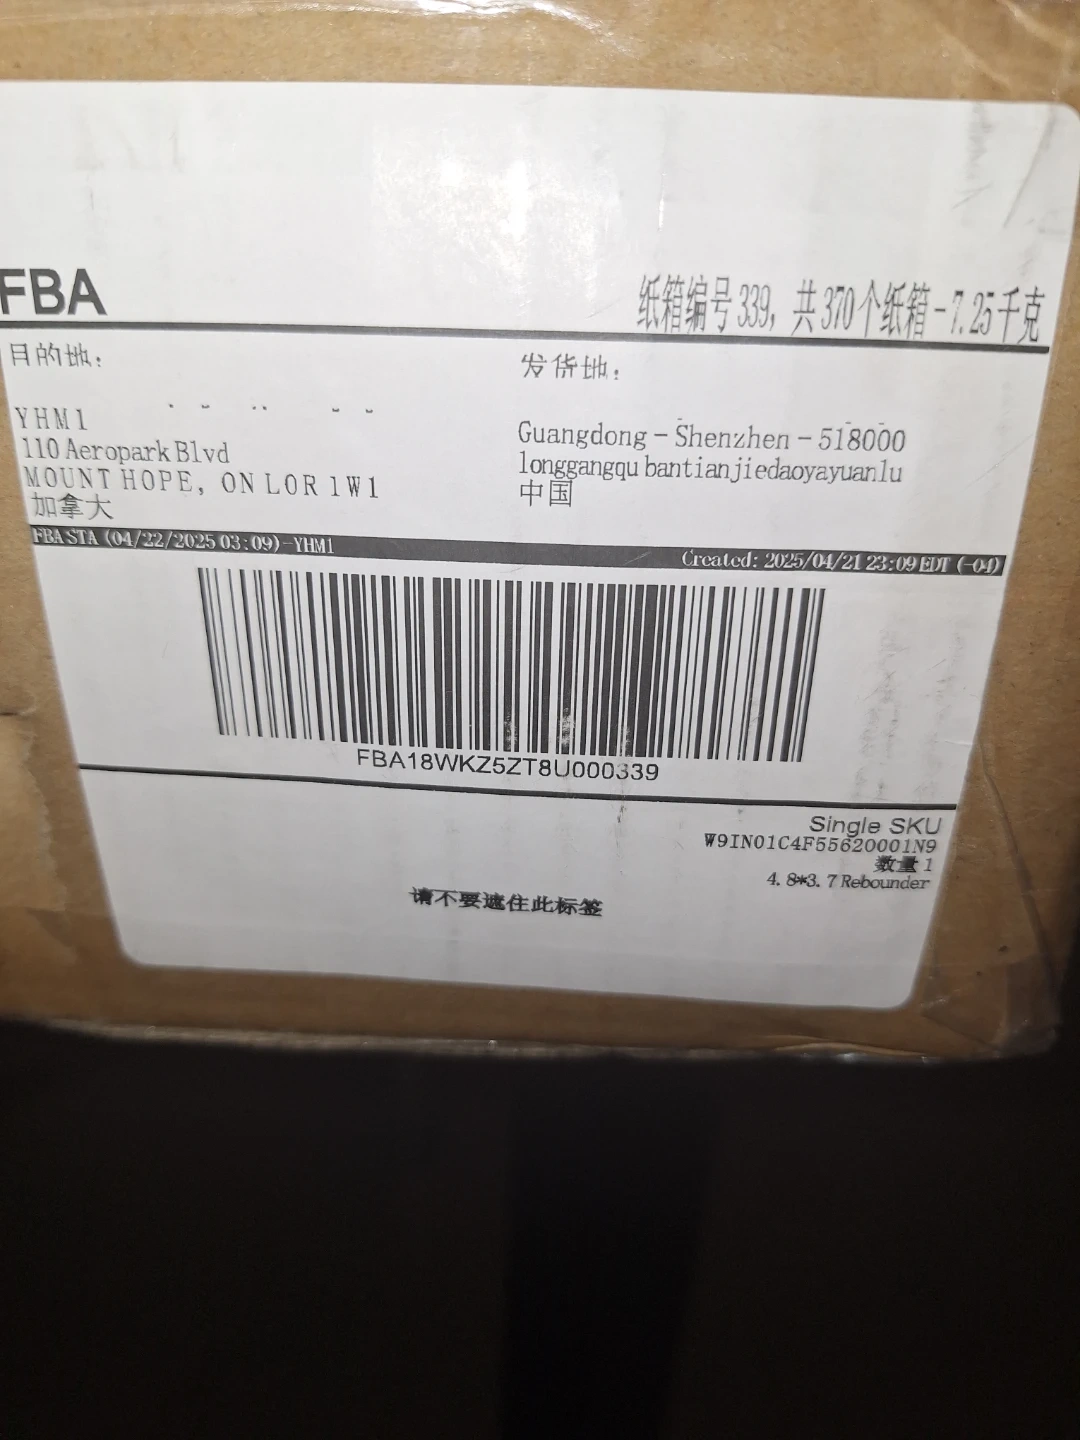 FBA
纸箱编号 339，共 370 个纸箱 - 7.25千克
目的地：
YHM1
110 Aeropark Blvd
MOUNT HOPE, ON L0R 1W1
加拿大
发货地：
Guangdong - Shenzhen - 518000
longgangqu bantianjiedaoyayuanlu
中国
FBA STA (04/22/2025 03:09)-YHM1
Created: 2025/04/21 23:09 EDT (-04)
FBA18WKZ5ZT8U000339
Single SKU
W9IN01C4F55620001N9
数量 1
4.8*3.7 Rebounder
请不要遮住此标签